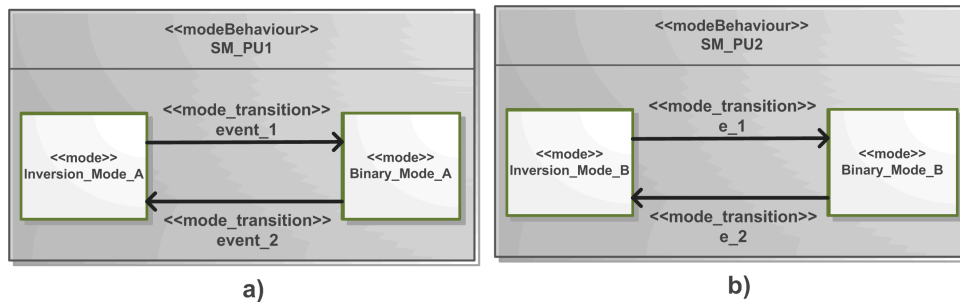 <<modeBehaviour>>
SM_PU1
<<mode_transition>>
event_1
<<mode>>
Inversion_Mode_A
<<mode>>
Binary_Mode_A
<<mode_transition>>
event_2
a)
<<modeBehaviour>>
SM_PU2
<<mode_transition>>
e_1
<<mode>>
Inversion_Mode_B
<<mode>>
Binary_Mode_B
<<mode_transition>>
e_2
b)